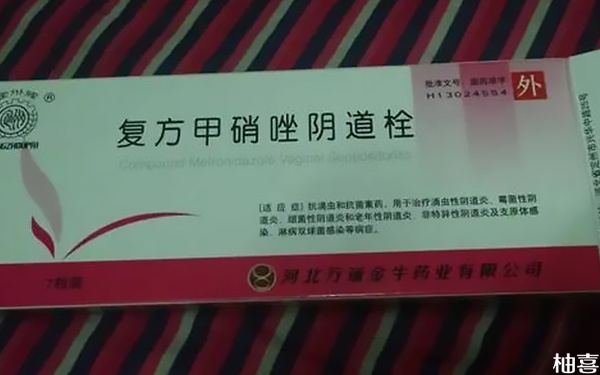 批准文号：国药准字
H13024554
外
®
复方甲硝唑阴道栓
Compound Metronidazole Vaginal Suppositories
[适应症]抗滴虫和抗菌素药，用于治疗滴虫性阴道炎、霉菌性阴
道炎、细菌性阴道炎和老年性阴道炎、非特异性阴道炎及支原体感
染、淋病双球菌感染等病症。
7粒装
河北万通金牛药业有限公司
柚喜